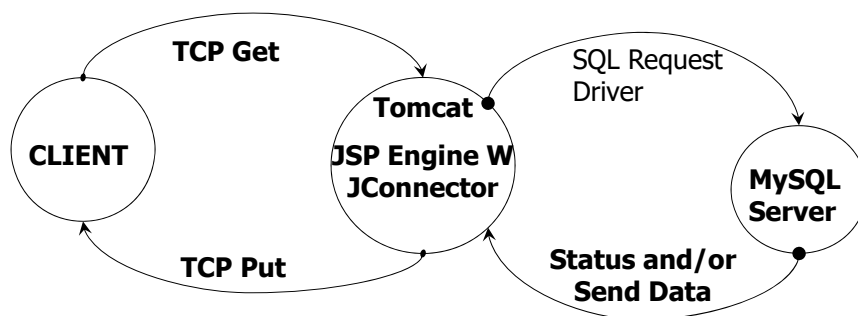 TCP Get
SQL Request
Driver
CLIENT
Tomcat
JSP Engine W
JConnector
MySQL
Server
TCP Put
Status and/or
Send Data